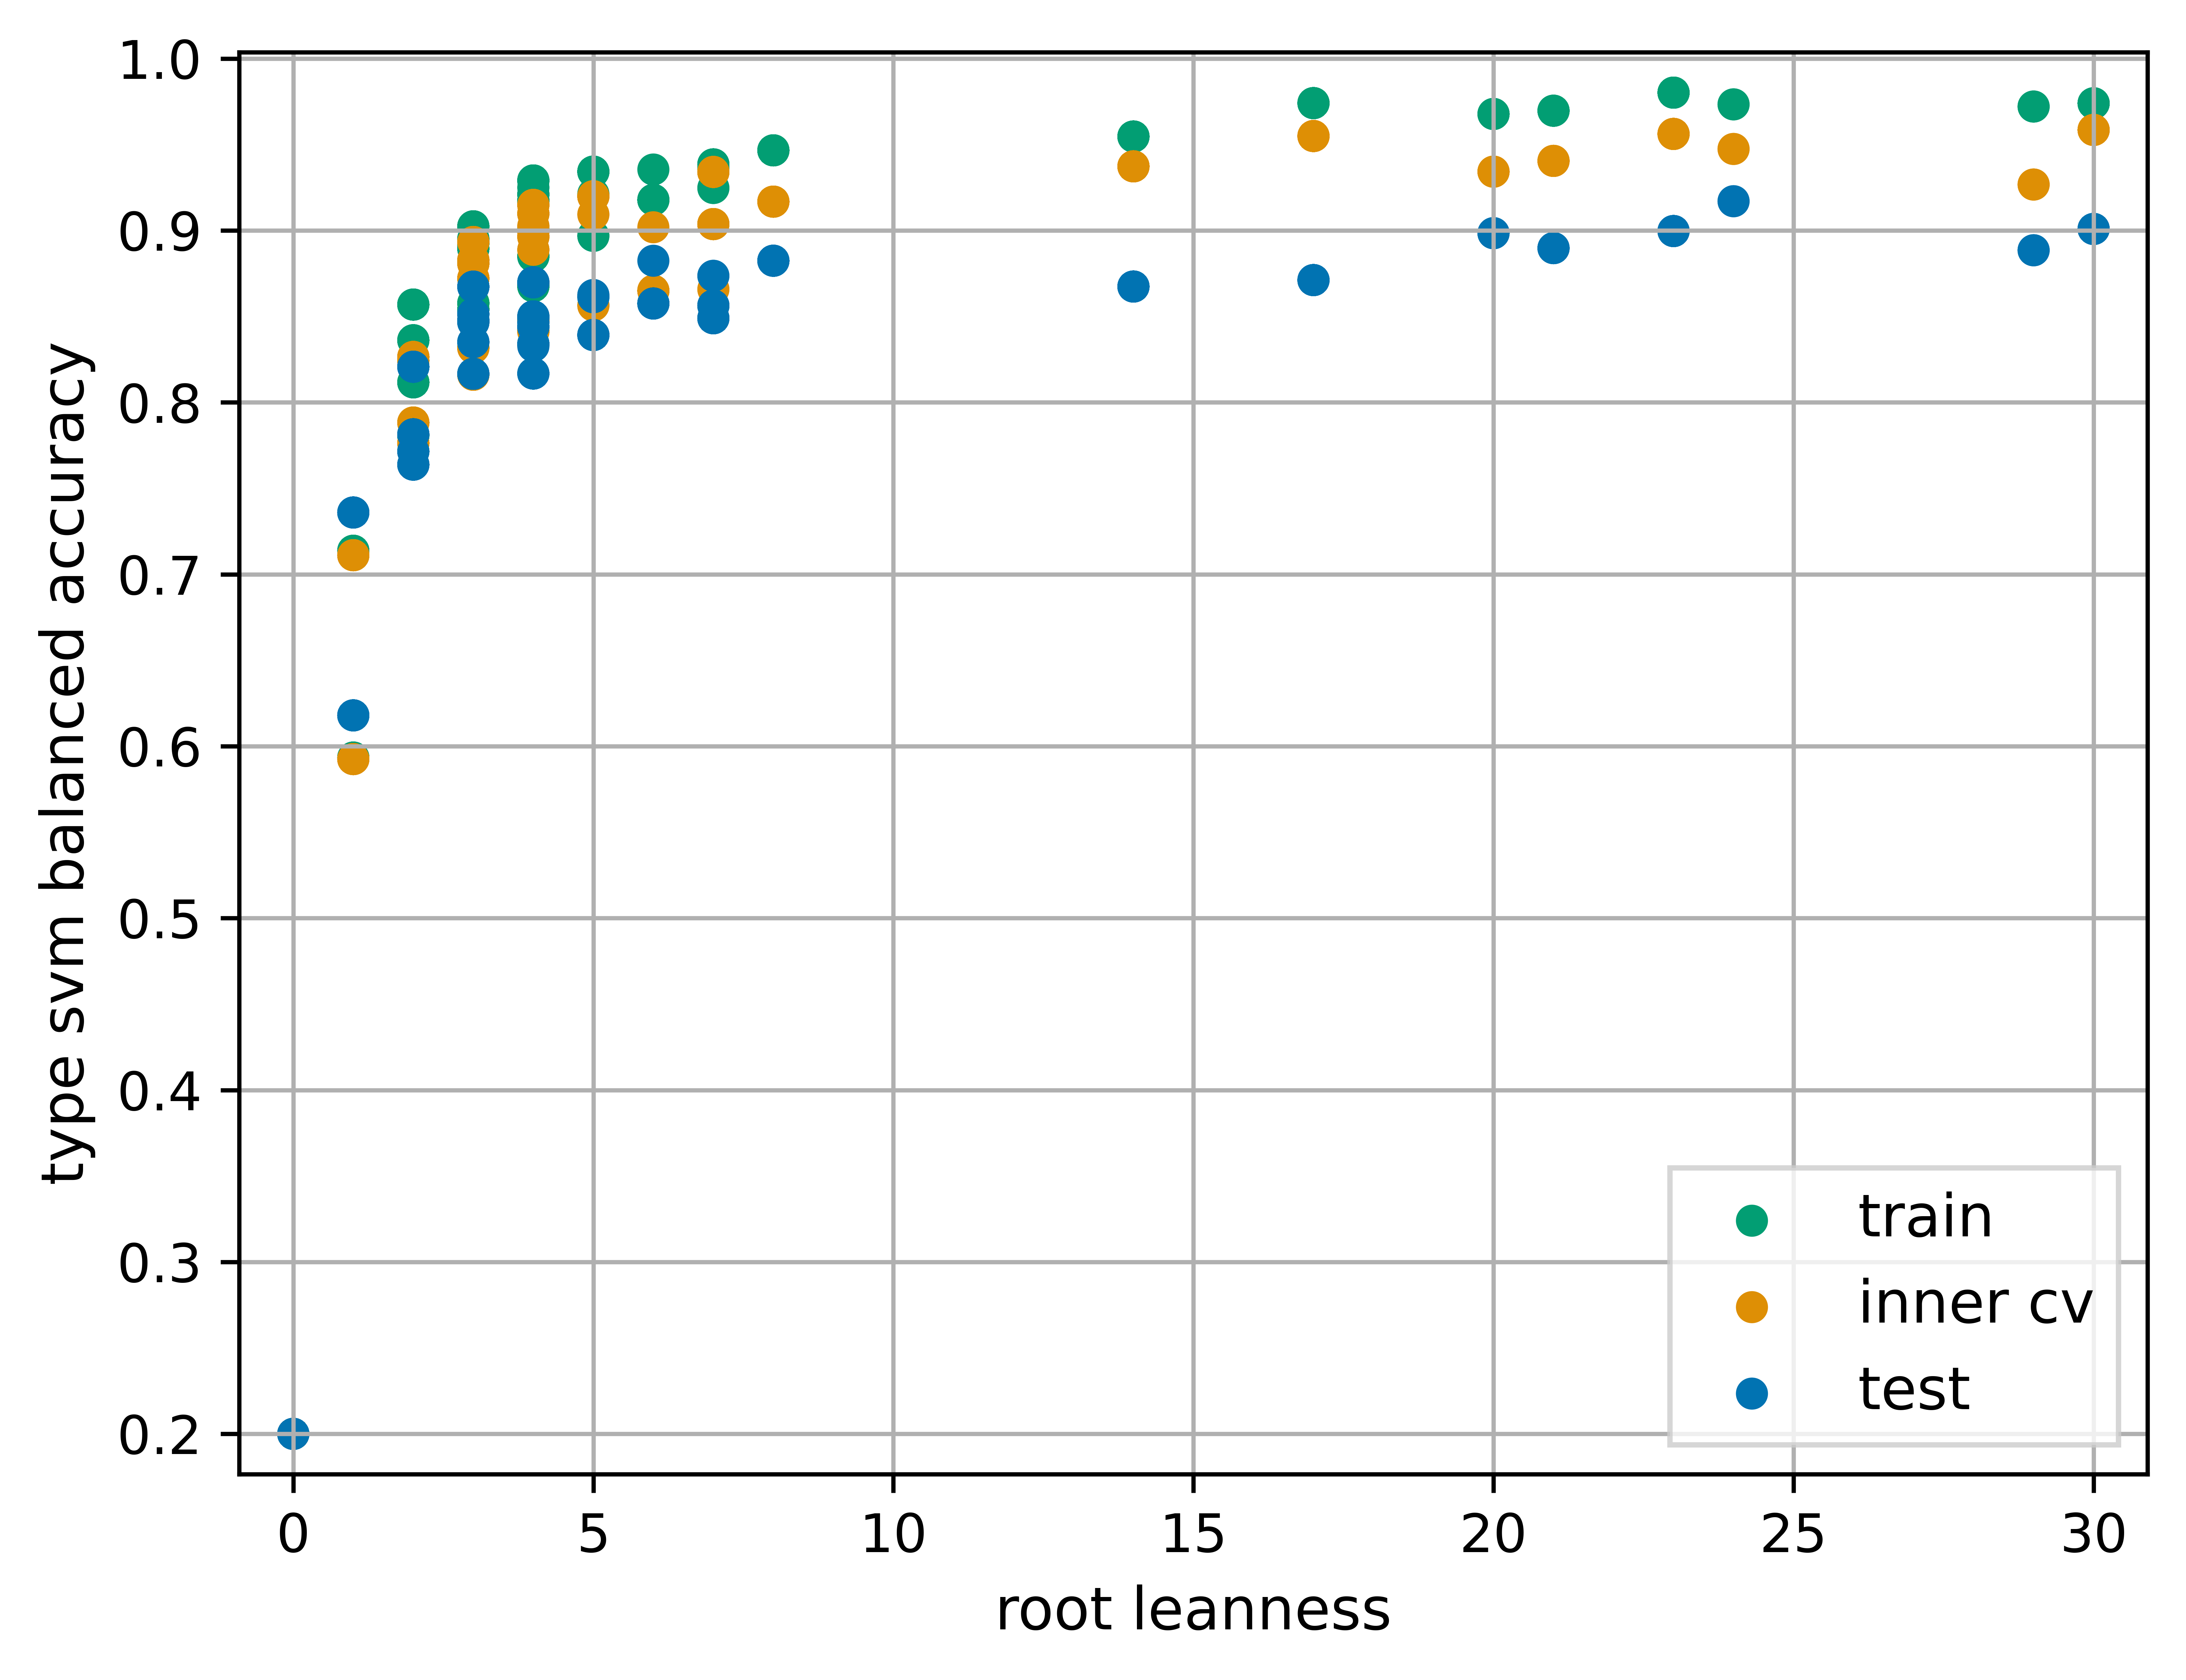 1.0
0.9
0.8
0.7
0.6
0.5
0.4
0.3
0.2
type svm balanced accuracy
train
inner cv
test
0 5 10 15 20 25 30
root leanness